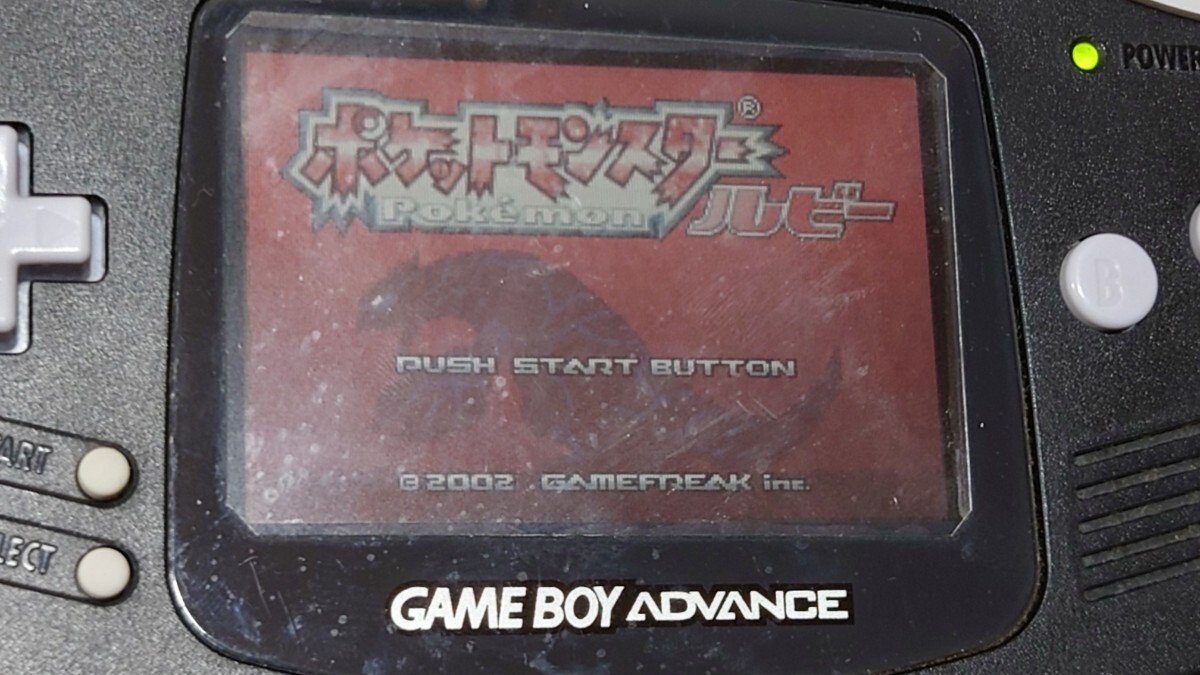 POWER
ポケットモンスター®
Pokémon
ルビー
B
PUSH START BUTTON
START
©2002 GAMEFREAK inc.
SELECT
GAME BOY ADVANCE